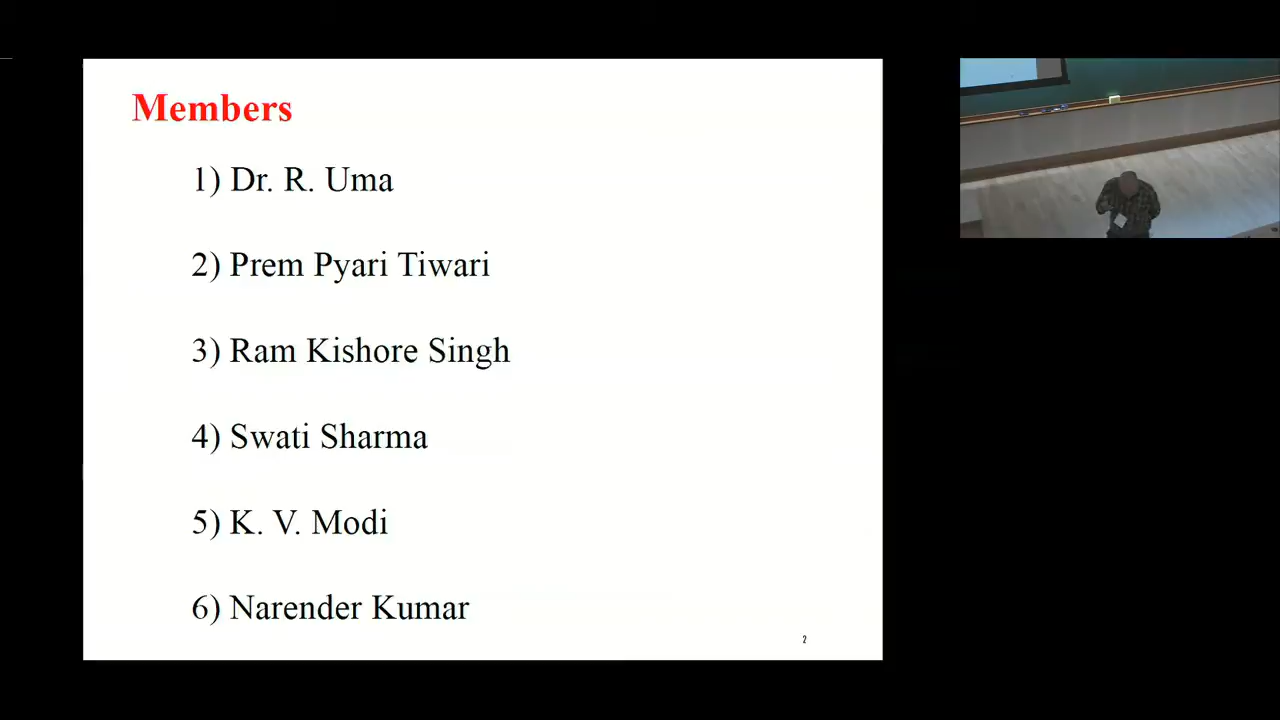 Members
1) Dr. R. Uma
2) Prem Pyari Tiwari
3) Ram Kishore Singh
4) Swati Sharma
5) K. V. Modi
6) Narender Kumar
2